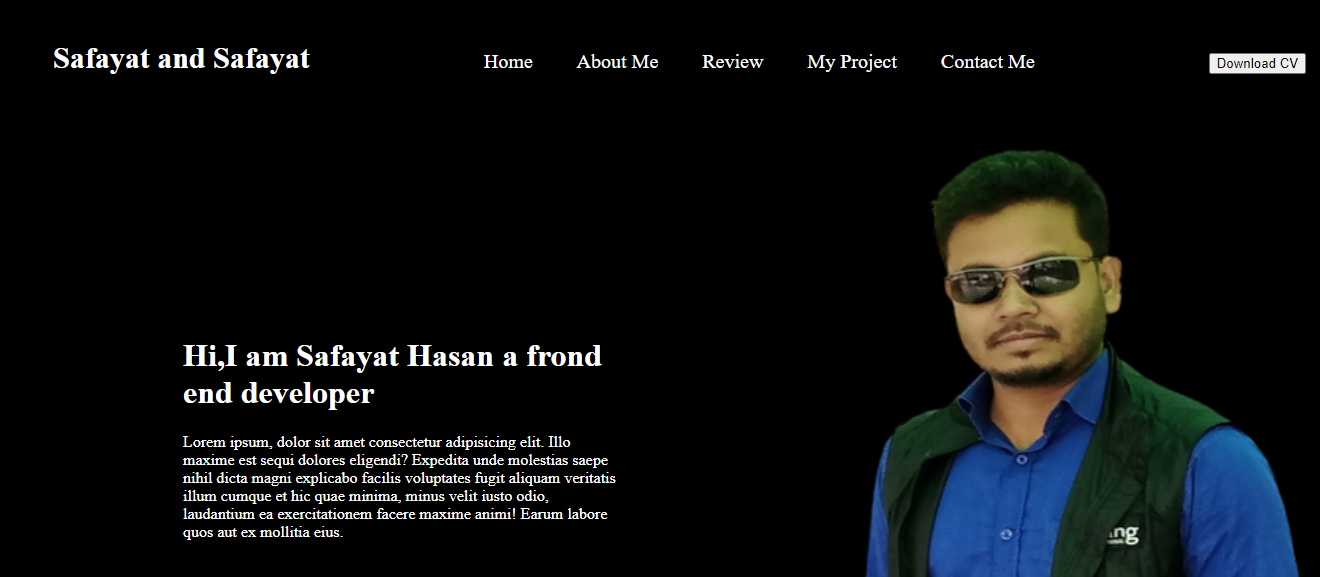 Safayat and Safayat
Home About Me Review My Project Contact Me
Download CV
Hi,I am Safayat Hasan a frond
end developer
Lorem ipsum, dolor sit amet consectetur adipisicing elit. Illo
maxime est sequi dolores eligendi? Expedita unde molestias saepe
nihil dicta magni explicabo facilis voluptates fugit aliquam veritatis
illum cumque et hic quae minima, minus velit iusto odio,
laudantium ea exercitationem facere maxime animi! Earum labore
quos aut ex mollitia eius.